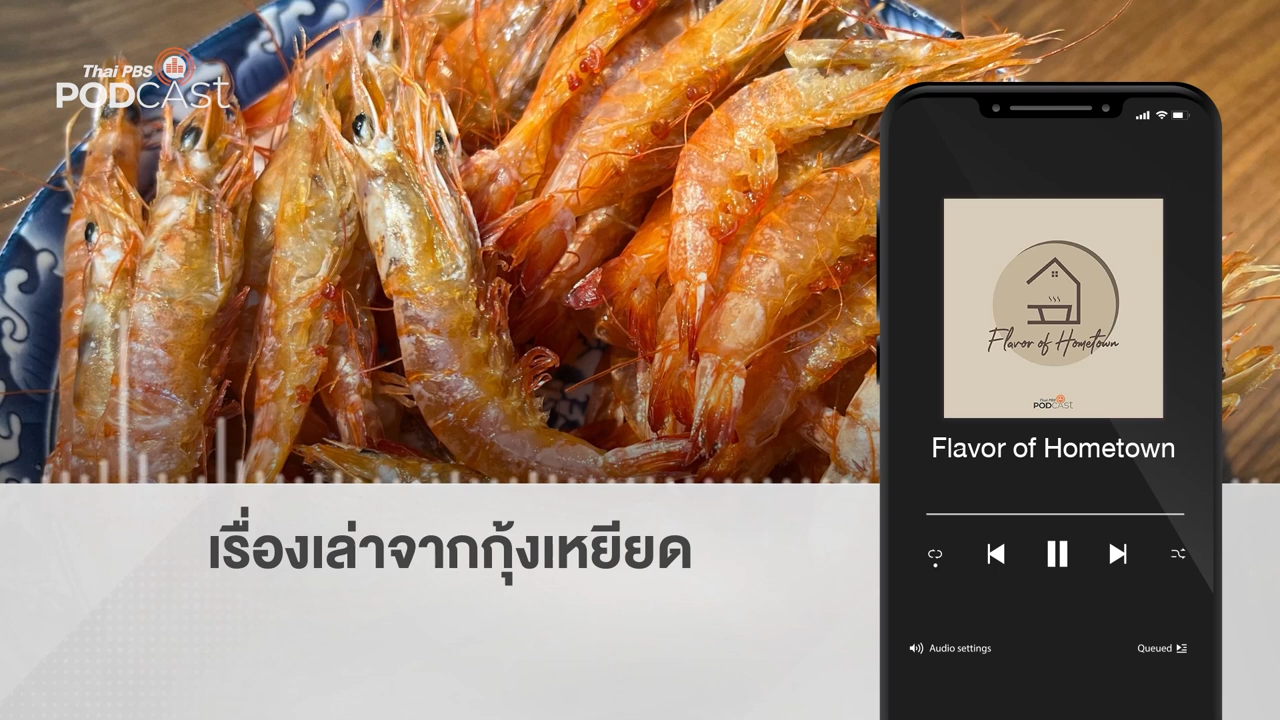 Thai PBS
PODCAST
เรื่องเล่าจากกุ้งเหยียด
Flavor of Hometown
Thai PBS
PODCAST
Flavor of Hometown
Audio settings
Queued